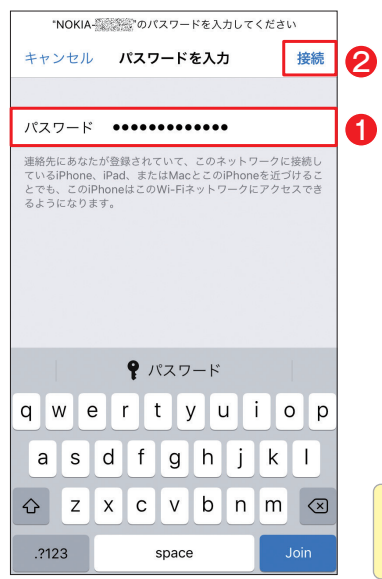 "NOKIA- "のパスワードを入力してください
キャンセル パスワードを入力 接続 2
パスワード ●●●●●●●●●●●●● 1
連絡先にあなたが登録されていて、このネットワークに接続し
ているiPhone、iPad、またはMacとこのiPhoneを近づけるこ
とでも、このiPhoneはこのWi-Fiネットワークにアクセスでき
るようになります。
パスワード
q w e r t y u i o p
a s d f g h j k l
z x c v b n m
.?123 space Join